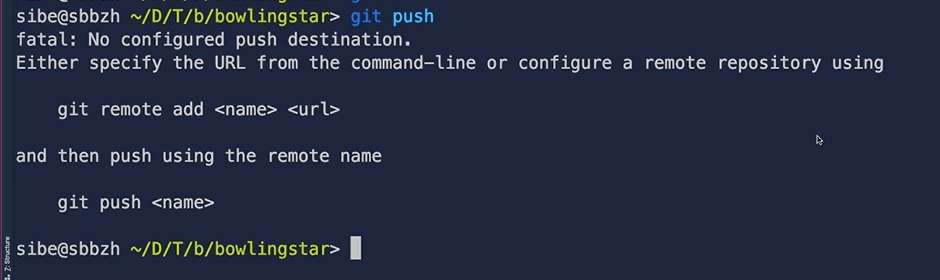 sibe@sbbzh ~/D/T/b/bowlingstar> git push
fatal: No configured push destination.
Either specify the URL from the command-line or configure a remote repository using
git remote add <name> <url>
and then push using the remote name
git push <name>
sibe@sbbzh ~/D/T/b/bowlingstar>
Z: Structure